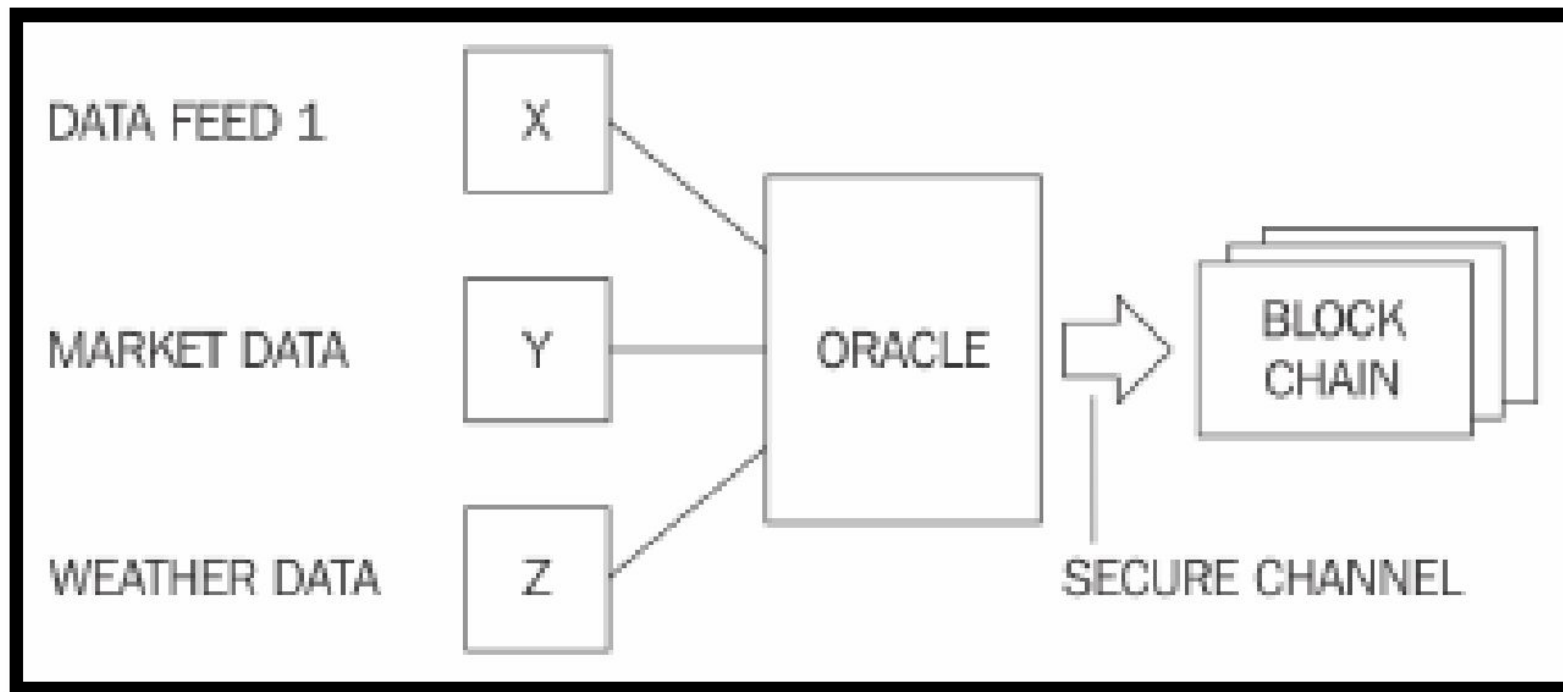 DATA FEED 1
X
MARKET DATA
Y
ORACLE
BLOCK
CHAIN
WEATHER DATA
Z
SECURE CHANNEL